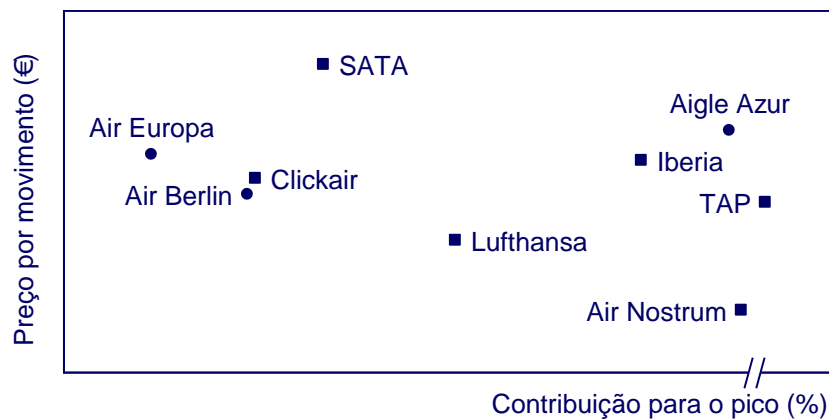 Preço por movimento (€)
SATA
Aigle Azur
Air Europa
Iberia
Clickair
Air Berlin
TAP
Lufthansa
Air Nostrum
Contribuição para o pico (%)